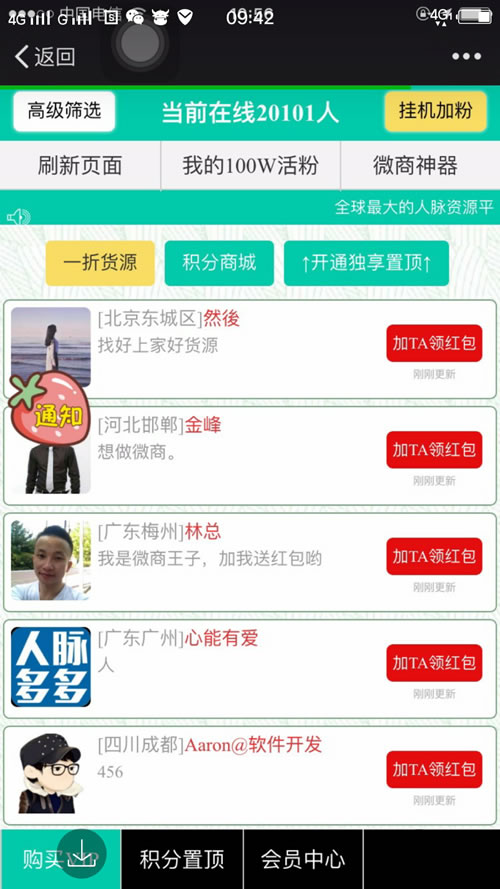 中国电信
4G 09:42 4G
返回
高级筛选 当前在线20101人 挂机加粉
刷新页面 我的100W活粉 微商神器
全球最大的人脉资源平
一折货源 积分商城 ↑开通独享置顶↑
[北京东城区]然後
找好上家好货源
加TA领红包
刚刚更新
通知
[河北邯郸]金峰
想做微商。
加TA领红包
刚刚更新
[广东梅州]林总
我是微商王子，加我送红包哟
加TA领红包
刚刚更新
人脉
多多
[广东广州]心能有爱
人
加TA领红包
刚刚更新
[四川成都]Aaron@软件开发
456
加TA领红包
刚刚更新
购买VIP 积分置顶 会员中心